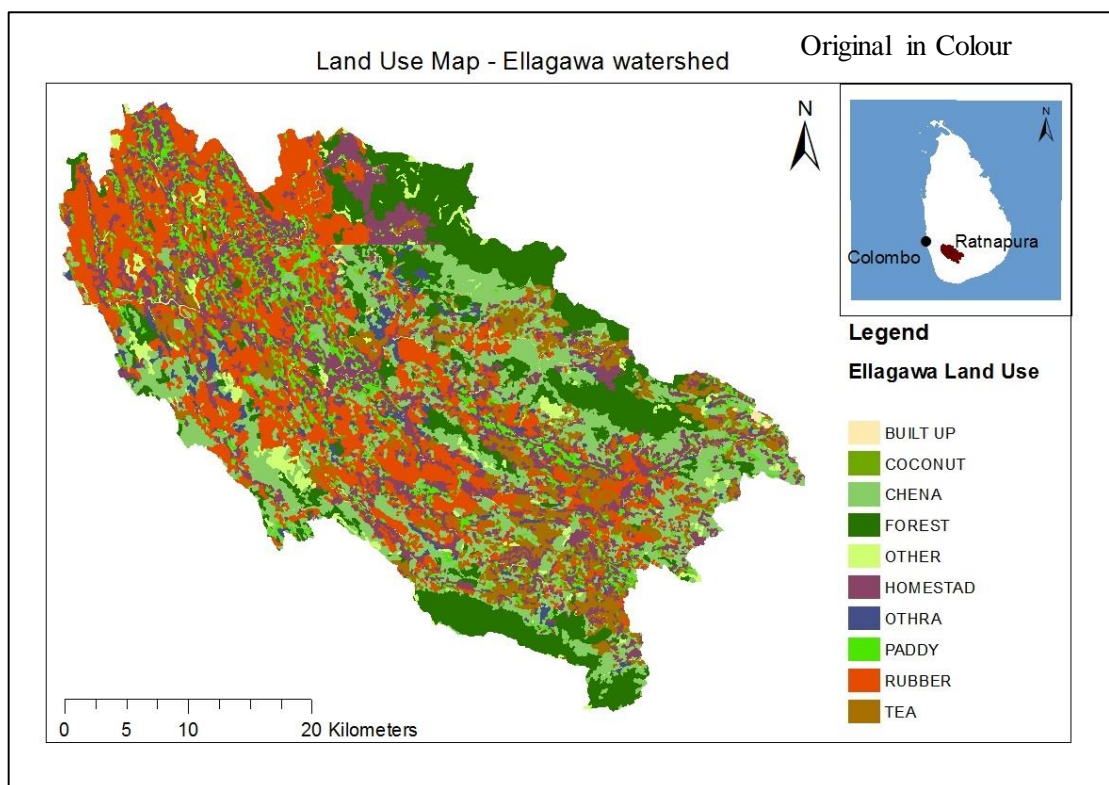 Original in Colour
Land Use Map - Ellagawa watershed
N
N
Colombo
Ratnapura
Legend
Ellagawa Land Use
BUILT UP
COCONUT
CHENA
FOREST
OTHER
HOMESTAD
OTHRA
PADDY
RUBBER
TEA
0 5 10 20 Kilometers